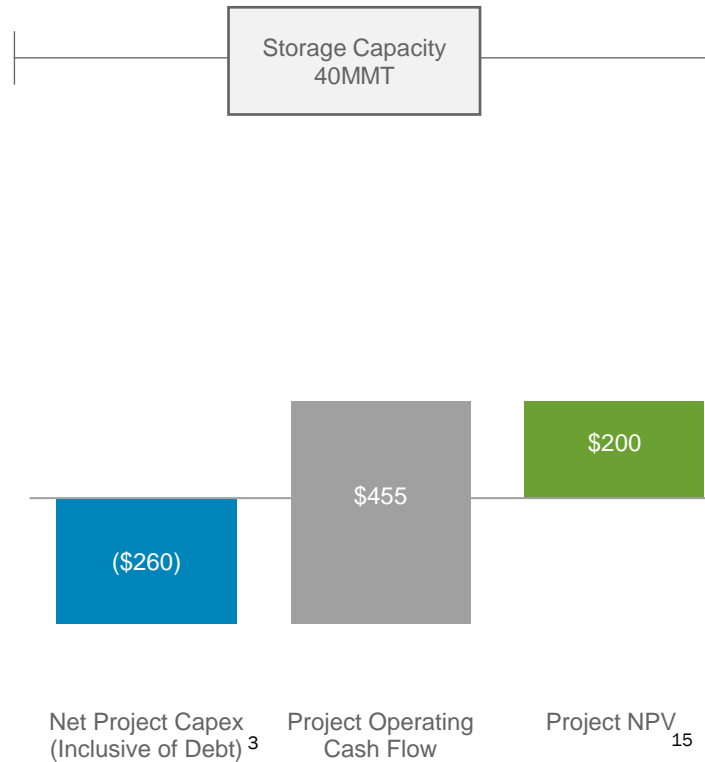 Storage Capacity
40MMT
$200
$455
($260)
Net Project Capex
(Inclusive of Debt) 3
Project Operating
Cash Flow
Project NPV
15